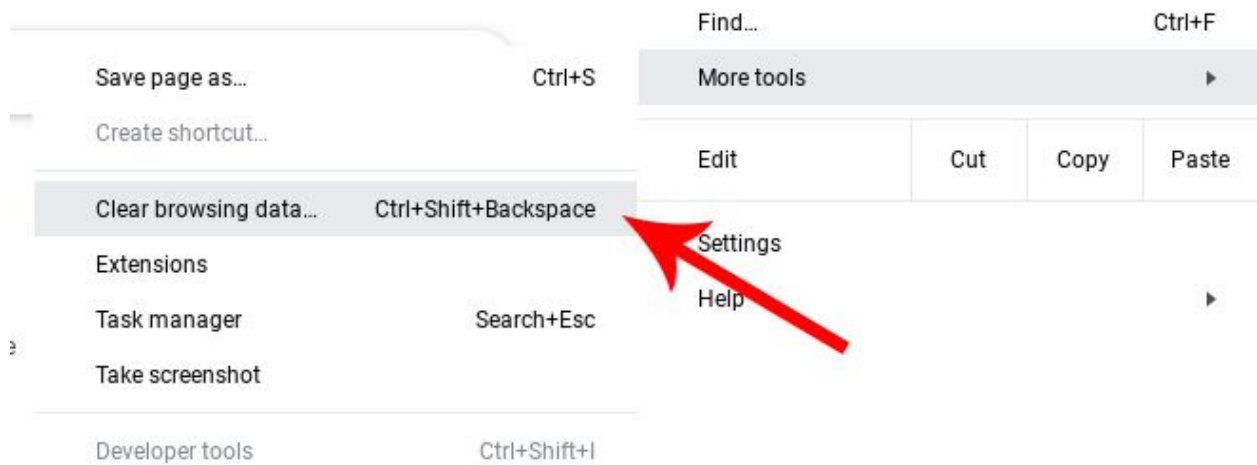 Find… Ctrl+F
More tools
Edit Cut Copy Paste
Settings
Help
Save page as… Ctrl+S
Create shortcut…
Clear browsing data… Ctrl+Shift+Backspace
Extensions
Task manager Search+Esc
Take screenshot
Developer tools Ctrl+Shift+I
e